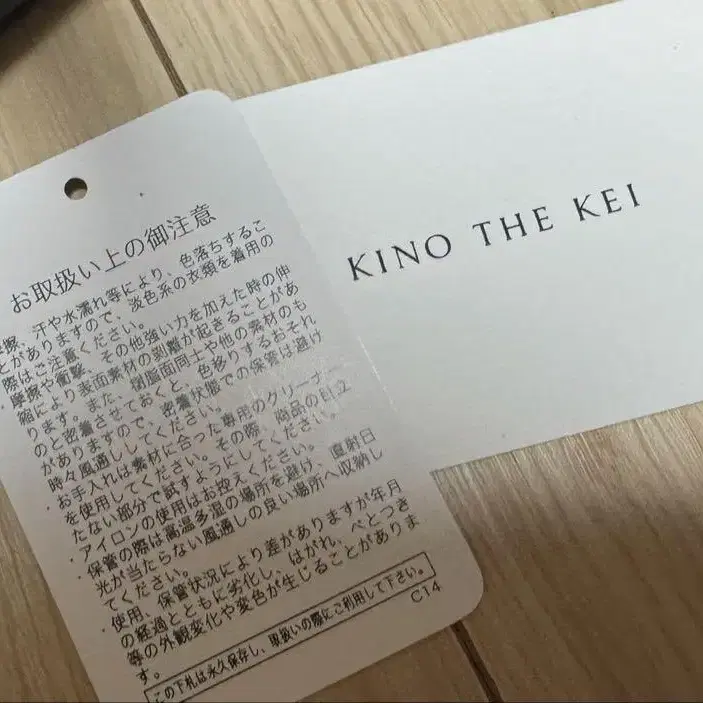 お取扱い上の御注意
擦、汗や水濡れ等により、色落ちするこ
とがありますので、淡色系の衣類を着用の
際はご注意ください。
・摩擦や衝撃、その他強い力を加えた時の伸
縮により表面素材の剥離が起きることがあ
ります。また、樹脂面同士や他の素材のも
のと密着させておくと、色移りするおそれ
がありますので、密着状態での保管は避け
時々風通ししてください。
・お手入れは素材に合った専用のクリーナー
を使用してください。その際、商品の目立
たない部分で試すようにしてください。
・アイロンの使用はお控えください。
・保管の際は高温多湿の場所を避け、直射日
光が当たらない風通しの良い場所へ収納し
てください。
・使用、保管状況により差がありますが年月
の経過とともに劣化し、はがれ、べとつき
等の外観変化や変色が生じることがありま
す。
この下札は永久保存し、取扱いの際にご利用して下さい。
C14
KINO THE KEI